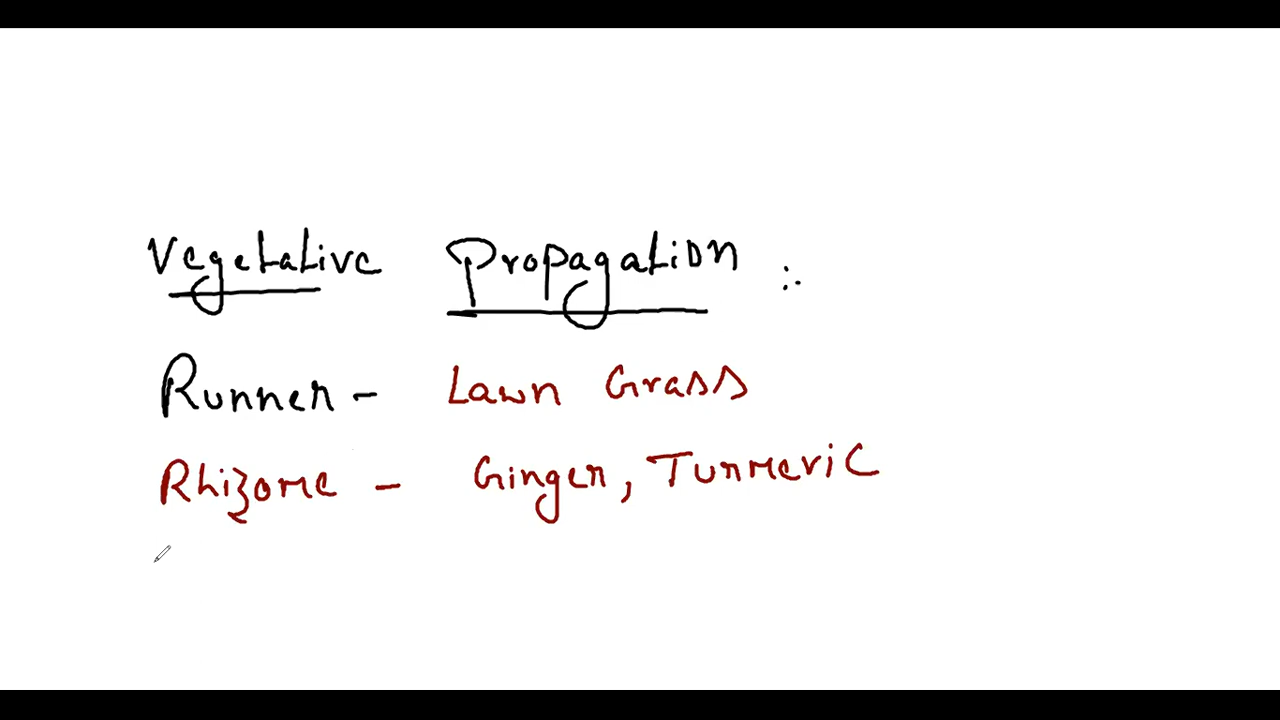 Vegetative Propagation :-
Runner - Lawn Grass
Rhizome - Ginger, Turmeric